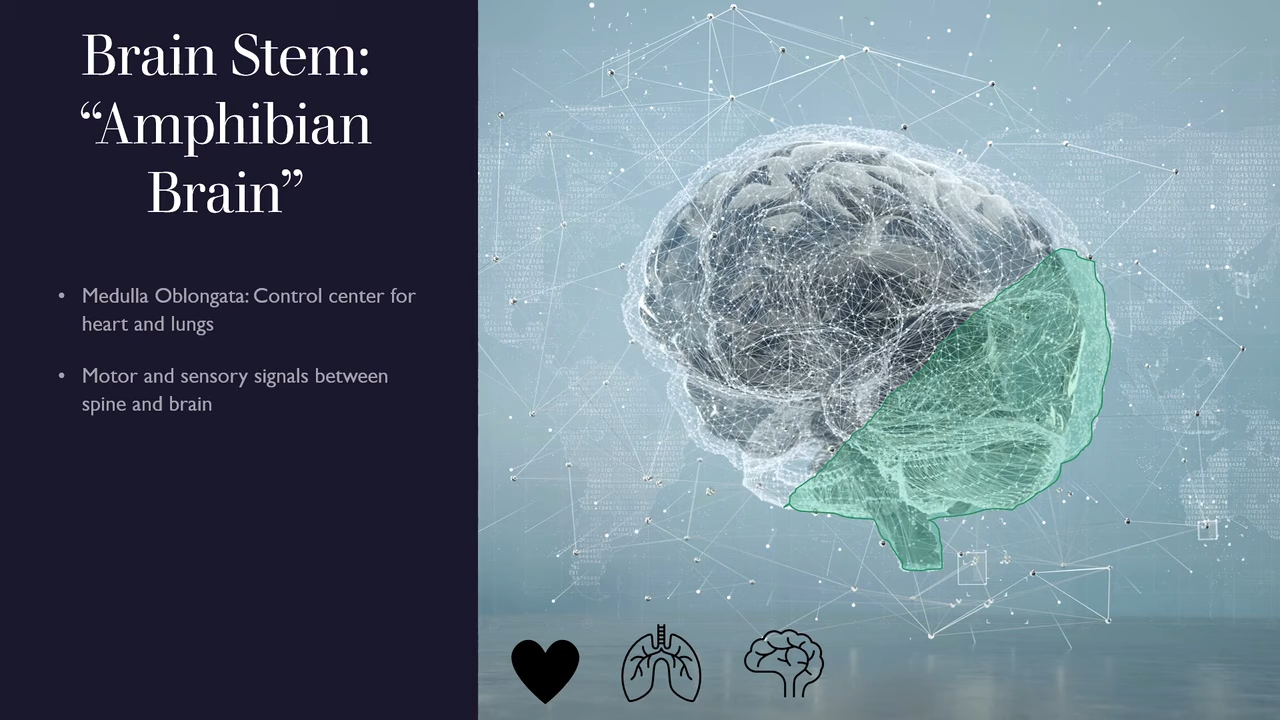 Brain Stem:
“Amphibian
Brain”
• Medulla Oblongata: Control center for
heart and lungs
• Motor and sensory signals between
spine and brain